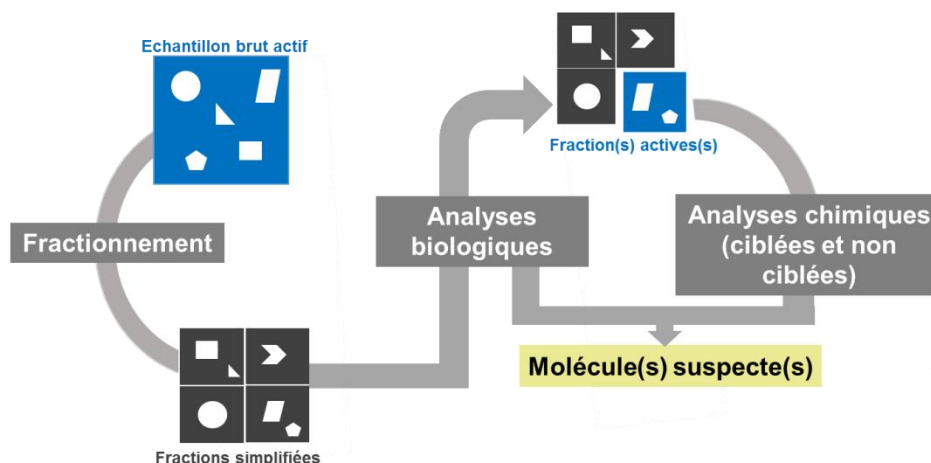 Echantillon brut actif
Fractionnement
Fractions simplifiées
Analyses
biologiques
Fraction(s) actives(s)
Analyses chimiques
(ciblées et non
ciblées)
Molécule(s) suspecte(s)